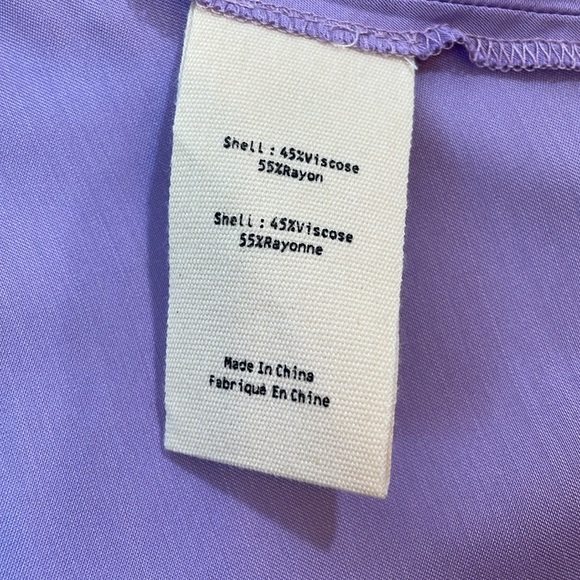 Shell : 45%Viscose
55%Rayon
Shell : 45%Viscose
55%Rayonne
Made In China
Fabriqué En Chine